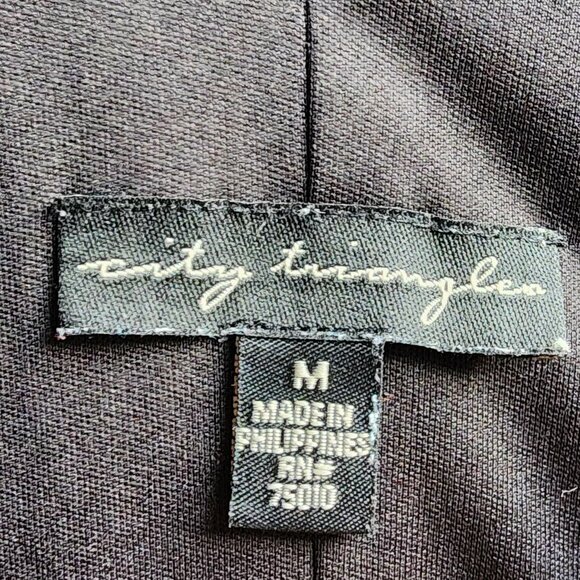 city triangles
M
MADE IN
PHILIPPINES
RN#
75010